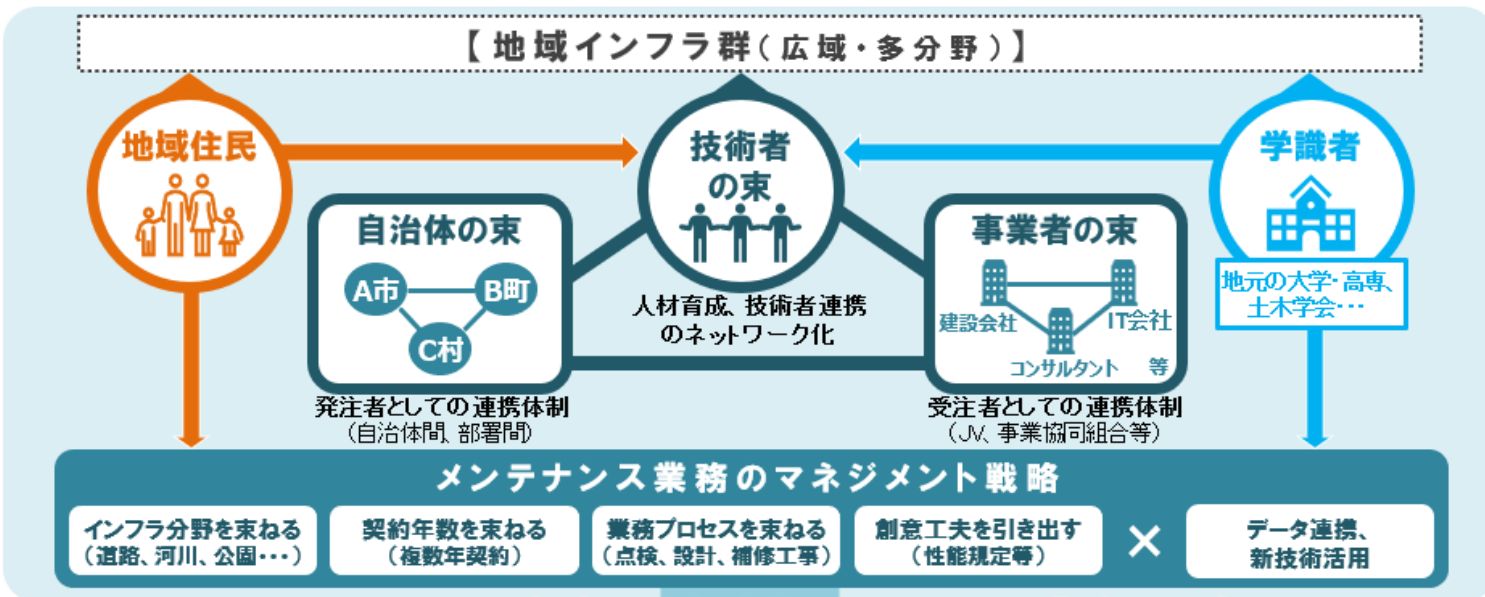 【地域インフラ群(広域・多分野)】
地域住民
技術者
の束
学識者
自治体の束
A市
B町
C村
事業者の束
建設会社
IT会社
コンサルタント 等
人材育成、技術者連携
のネットワーク化
地元の大学・高専、
土木学会・・・
発注者としての連携体制
(自治体間、部署間)
受注者としての連携体制
(JV、事業協同組合等)
メンテナンス業務のマネジメント戦略
インフラ分野を束ねる
(道路、河川、公園・・・)
契約年数を束ねる
(複数年契約)
業務プロセスを束ねる
(点検、設計、補修工事)
創意工夫を引き出す
(性能規定等)
×
データ連携、
新技術活用